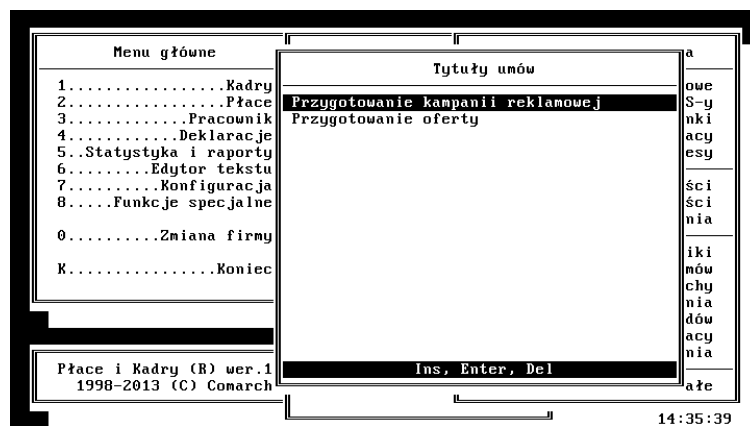 Menu główne
1.................Kadry
2.................Płace
3.............Pracownik
4............Deklaracje
5..Statystyka i raporty
6.........Edytor tekstu
7..........Konfiguracja
8.....Funkcje specjalne
0..........Zmiana firmy
K................Koniec
Płace i Kadry (R) wer.1
1998-2013 (C) Comarch
Tytuły umów
Przygotowanie kampanii reklamowej
Przygotowanie oferty
Ins, Enter, Del
a
owe
S-y
nki
acy
esy
ści
ści
nia
iki
mów
chy
nia
dów
acy
nia
ałe
14:35:39